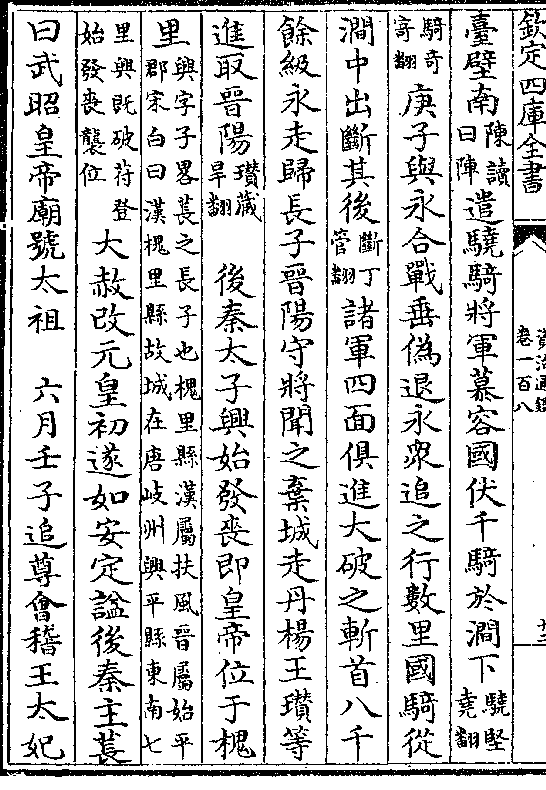 欽定四庫全書
資治通鑑
卷一百八
十二
臺壁南陳讀曰陣遣驍騎將軍慕容國伏千騎於澗下驍堅堯翻
騎奇寄翻庚子與永合戰垂偽退永衆追之行數里國騎從
澗中出斷其後斷丁管翻諸軍四面俱進大破之斬首八千
餘級永走歸長子晉陽守將聞之棄城走丹楊王瓚等
進取晉陽瓚藏旱翻 後秦太子興始發喪即皇帝位于槐
里興字子畧萇之長子也槐里縣漢屬扶風晉屬始平郡宋白曰漢槐里縣故城在唐岐州興平縣東南七
里興既破苻登始發喪襲位大赦改元皇初遂如安定諡後秦主萇
曰武昭皇帝廟號太祖 六月壬子追尊會稽王太妃